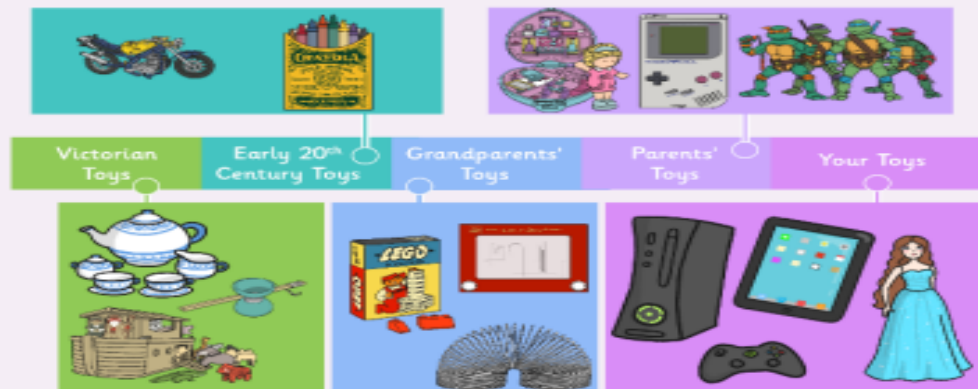 CRAYOLA
Victorian
Toys
Early 20th
Century Toys
Grandparents'
Toys
Parents'
Toys
Your Toys
LEGO